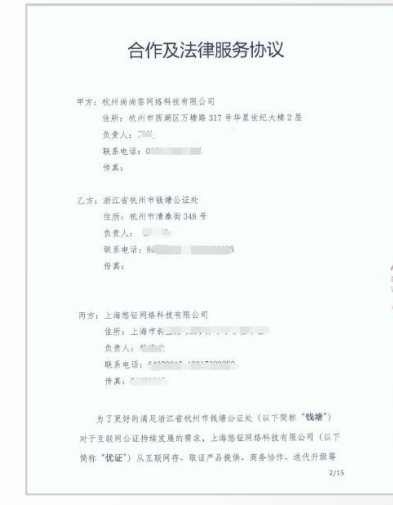 合作及法律服务协议
甲方：杭州尚尚签网络科技有限公司
住所：杭州市西湖区万塘路 317 号华星世纪大楼 2 层
负责人：
联系电话：0
传真：
乙方：浙江省杭州市钱塘公证处
住所：杭州市清泰街 348 号
负责人：
联系电话：86
传真：
丙方：上海悠证网络科技有限公司
住所：上海市
负责人：
联系电话：
传真：
为了更好的满足浙江省杭州市钱塘公证处（以下简称“钱塘”）
对于互联网公证持续发展的需求，上海悠证网络科技有限公司（以下
简称“优证”）从互联网存、取证产品提供、商务协作、迭代升级等
2/15